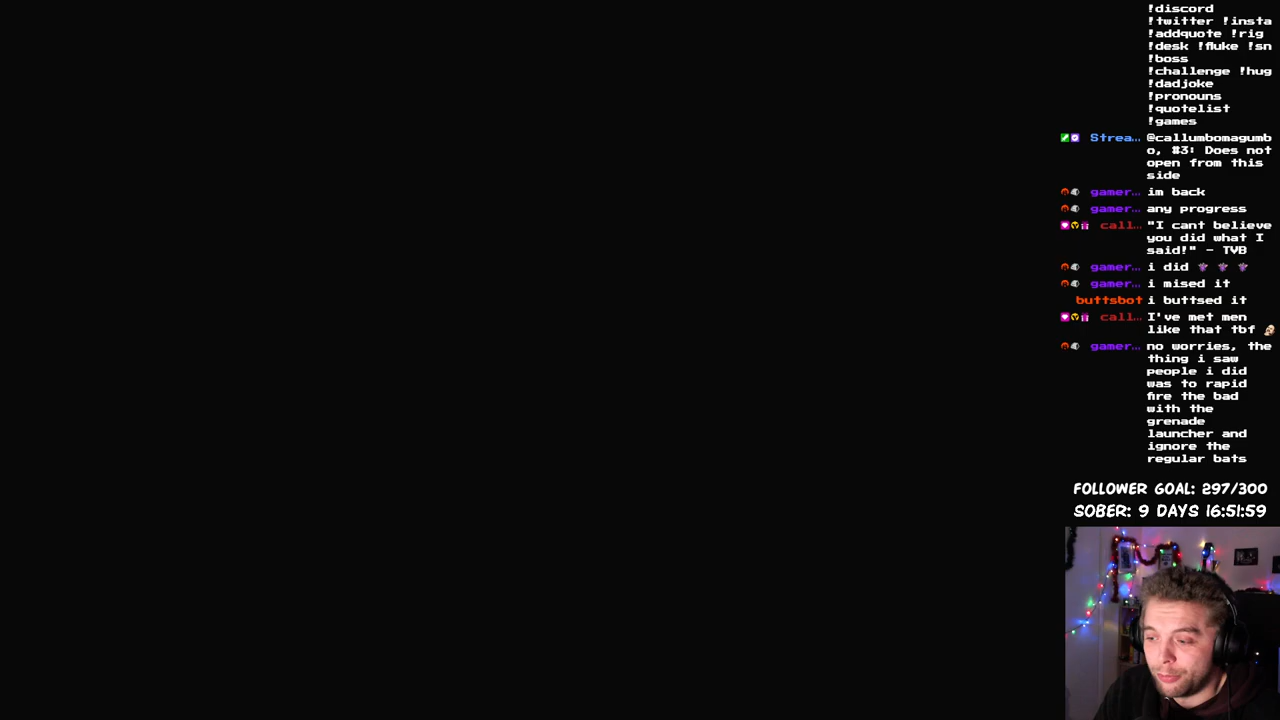 !discord
!twitter !insta
!addquote !rig
!desk !fluke !sn
!boss
!challenge !hug
!dadjoke
!pronouns
!quotelist
!games
Strea... @callumbomagumb
o, #3: Does not
open from this
side
gamer... im back
gamer... any progress
call... "I cant believe
you did what I
said!" - TVB
gamer... i did
gamer... i mised it
buttsbot i buttsed it
call... I've met men
like that tbf
gamer... no worries, the
thing i saw
people i did
was to rapid
fire the bad
with the
grenade
launcher and
ignore the
regular bats
FOLLOWER GOAL: 297/300
SOBER: 9 DAYS 16:51:59